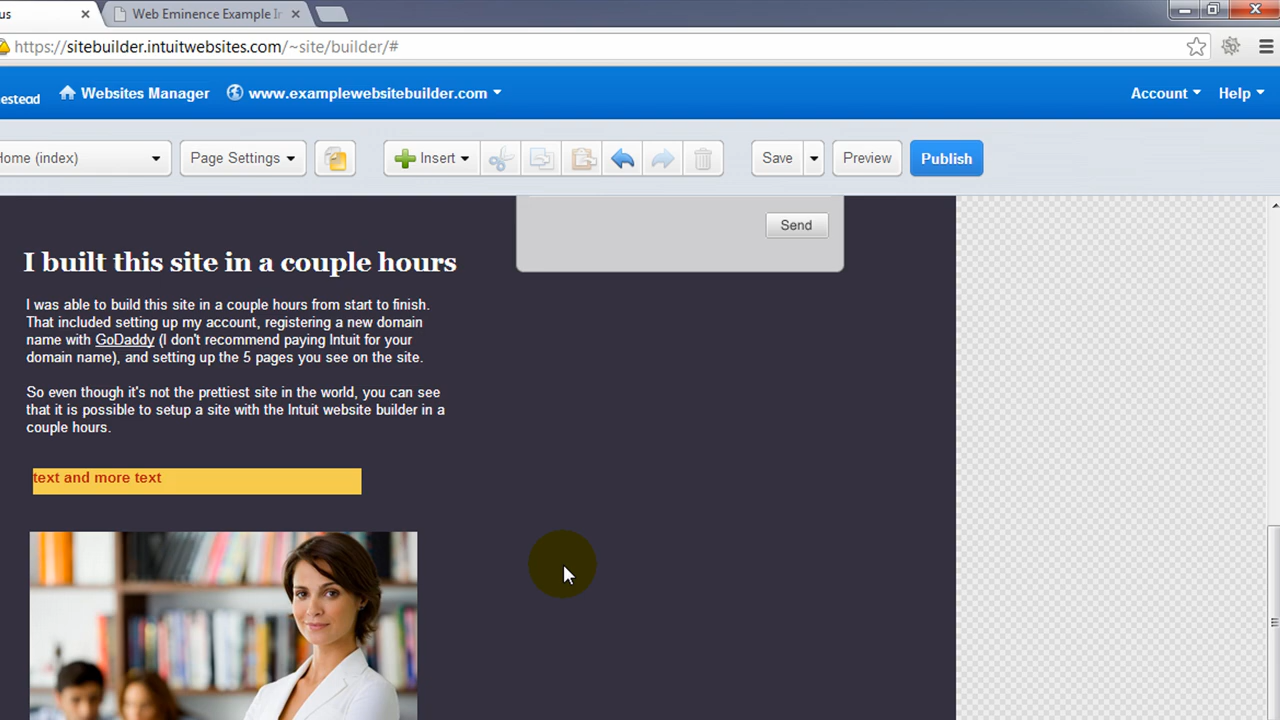 us
Web Eminence Example Ir
https://sitebuilder.intuitwebsites.com/~site/builder/#
estead Websites Manager www.examplewebsitebuilder.com Account Help
Home (index) Page Settings Insert Save Preview Publish
Send
I built this site in a couple hours
I was able to build this site in a couple hours from start to finish.
That included setting up my account, registering a new domain
name with GoDaddy (I don't recommend paying Intuit for your
domain name), and setting up the 5 pages you see on the site.
So even though it's not the prettiest site in the world, you can see
that it is possible to setup a site with the Intuit website builder in a
couple hours.
text and more text